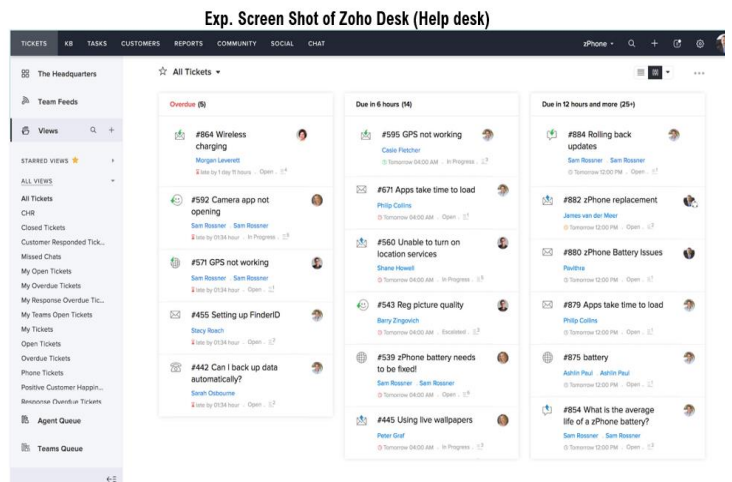 Exp. Screen Shot of Zoho Desk (Help desk)
TICKETS KB TASKS CUSTOMERS REPORTS COMMUNITY SOCIAL CHAT zPhone
The Headquarters
Team Feeds
Views
STARRED VIEWS
ALL VIEWS
All Tickets
CHR
Closed Tickets
Customer Responded Tick...
Missed Chats
My Open Tickets
My Overdue Tickets
My Response Overdue Tic...
My Teams Open Tickets
My Tickets
Open Tickets
Overdue Tickets
Phone Tickets
Positive Customer Happin...
Response Overdue Tickets
Agent Queue
Teams Queue
All Tickets
Overdue (5)
#864 Wireless
charging
Morgan Leverett
late by 1 day 11 hours . Open .
#592 Camera app not
opening
Sam Rossner . Sam Rossner
late by 01:34 hour . In Progress .
#571 GPS not working
Sam Rossner . Sam Rossner
late by 01:34 hour . Open .
#455 Setting up FinderID
Stacy Roach
late by 01:34 hour . Open .
#442 Can I back up data
automatically?
Sarah Osbourne
late by 01:34 hour . Open .
Due in 6 hours (14)
#595 GPS not working
Casie Fletcher
Tomorrow 04:00 AM . In Progress .
#671 Apps take time to load
Philip Collins
Tomorrow 04:00 AM . Open .
#560 Unable to turn on
location services
Shane Howell
Tomorrow 04:00 AM . In Progress .
#543 Reg picture quality
Barry Zingovich
Tomorrow 04:00 AM . Escalated .
#539 zPhone battery needs
to be fixed!
Sam Rossner . Sam Rossner
Tomorrow 04:00 AM . Open .
#445 Using live wallpapers
Peter Graf
Tomorrow 04:00 AM . In Progress .
Due in 12 hours and more (25+)
#884 Rolling back
updates
Sam Rossner . Sam Rossner
Tomorrow 12:00 PM . Open .
#882 zPhone replacement
James van der Meer
Tomorrow 12:00 PM . Open .
#880 zPhone Battery Issues
Pavithra
Tomorrow 12:00 PM . Open .
#879 Apps take time to load
Philip Collins
Tomorrow 12:00 PM . Open .
#875 battery
Ashlin Paul . Ashlin Paul
Tomorrow 12:00 PM . Open .
#854 What is the average
life of a zPhone battery?
Sam Rossner . Sam Rossner
Tomorrow 12:00 PM . Open .